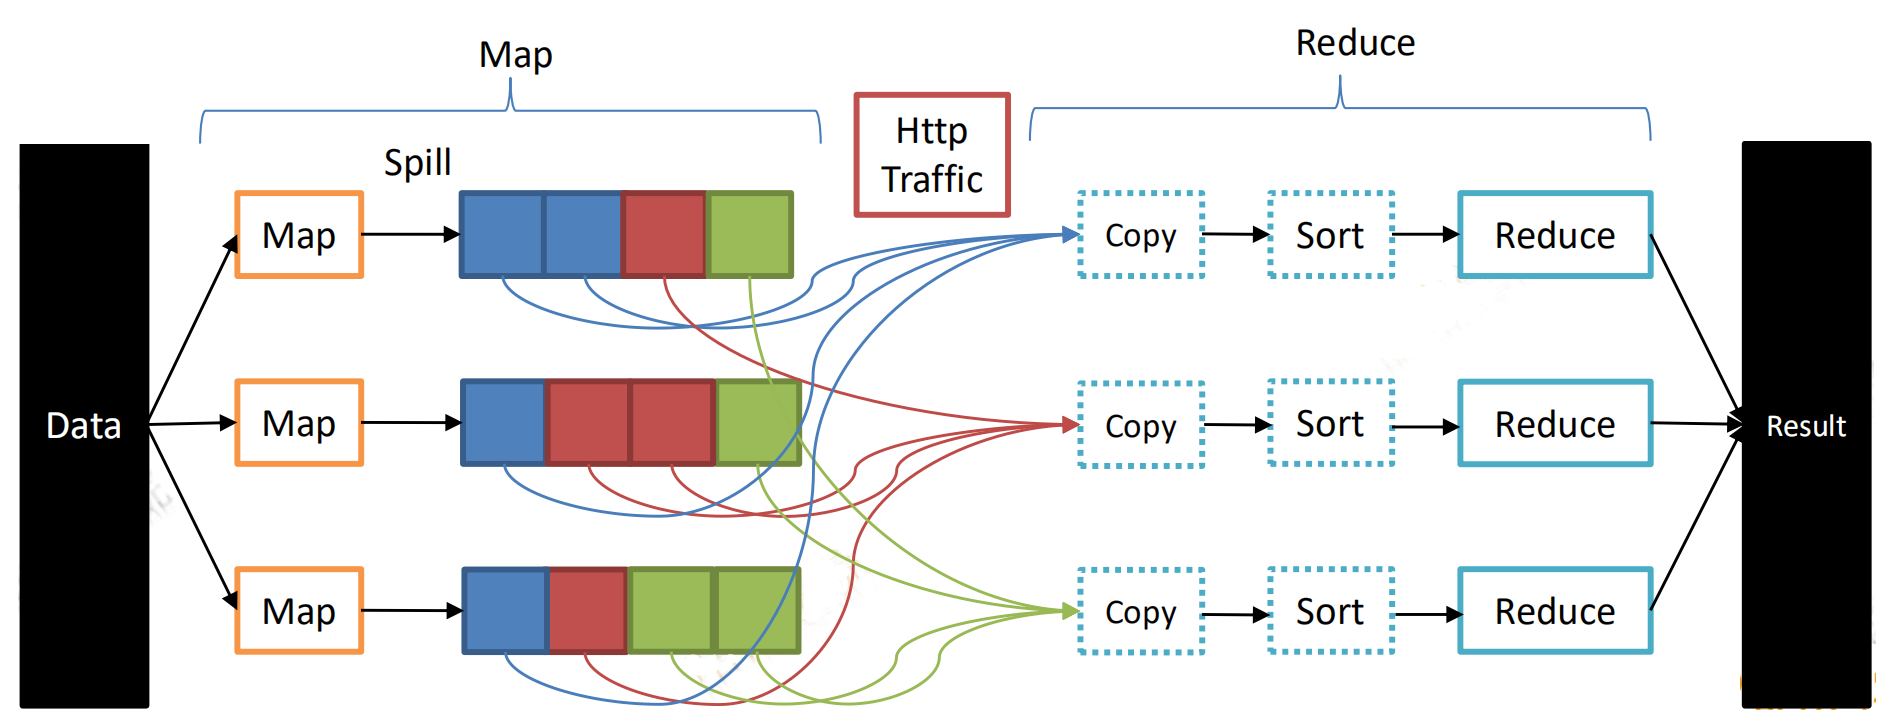 Map
Reduce
Http
Traffic
Spill
Map
Copy
Sort
Reduce
Data
Map
Copy
Sort
Reduce
Result
Map
Copy
Sort
Reduce